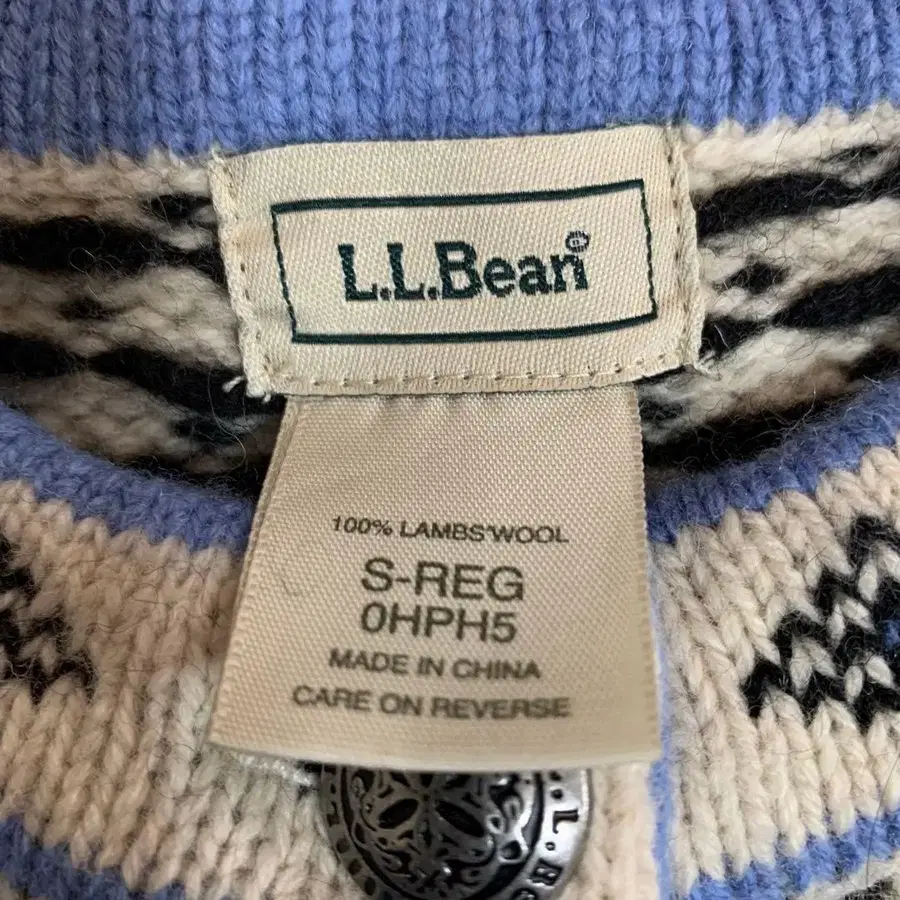 L.L.Bean®
100% LAMBS'WOOL
S-REG
0HPH5
MADE IN CHINA
CARE ON REVERSE